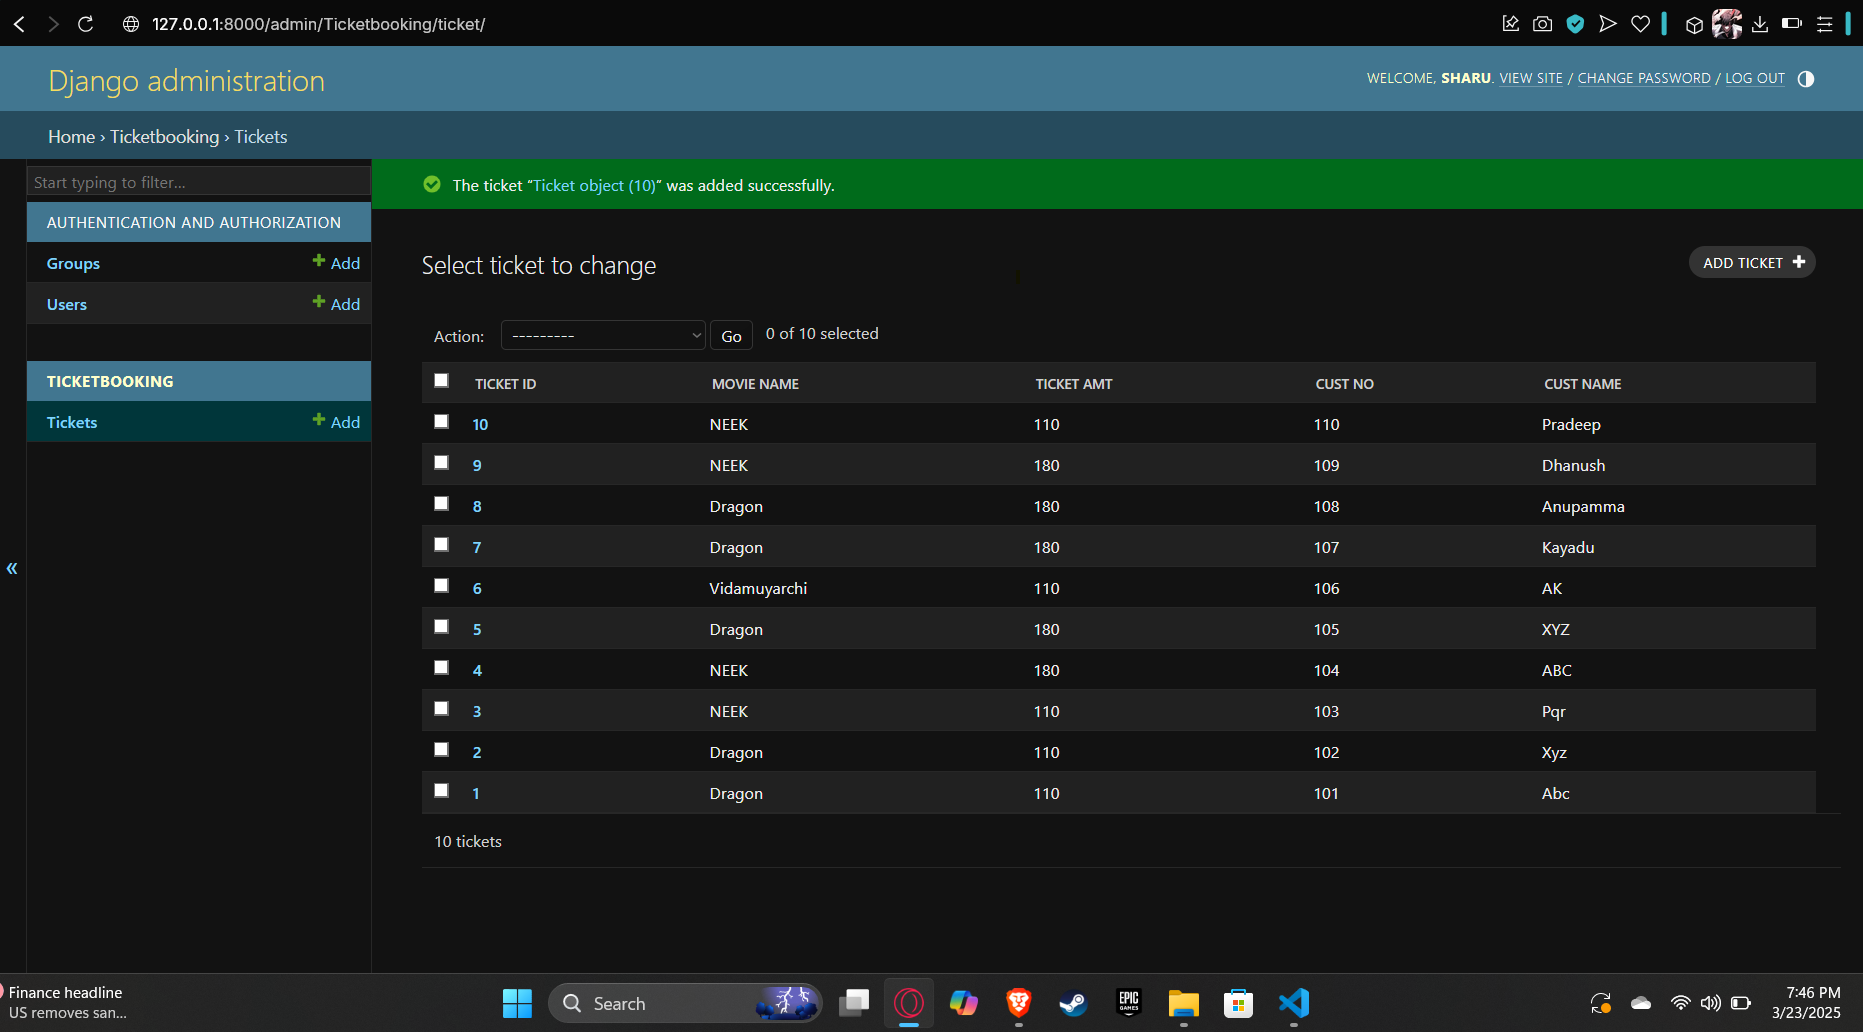 127.0.0.1:8000/admin/Ticketbooking/ticket/
Django administration
WELCOME, SHARU. VIEW SITE / CHANGE PASSWORD / LOG OUT
Home › Ticketbooking › Tickets
Start typing to filter...
The ticket “Ticket object (10)” was added successfully.
AUTHENTICATION AND AUTHORIZATION
Groups Add
Users Add
TICKETBOOKING
Tickets Add
«
Select ticket to change
ADD TICKET
Action: --------- Go 0 of 10 selected
TICKET ID MOVIE NAME TICKET AMT CUST NO CUST NAME
10 NEEK 110 110 Pradeep
9 NEEK 180 109 Dhanush
8 Dragon 180 108 Anupamma
7 Dragon 180 107 Kayadu
6 Vidamuyarchi 110 106 AK
5 Dragon 180 105 XYZ
4 NEEK 180 104 ABC
3 NEEK 110 103 Pqr
2 Dragon 110 102 Xyz
1 Dragon 110 101 Abc
10 tickets
Finance headline
US removes san...
Search
EPIC
GAMES
7:46 PM
3/23/2025